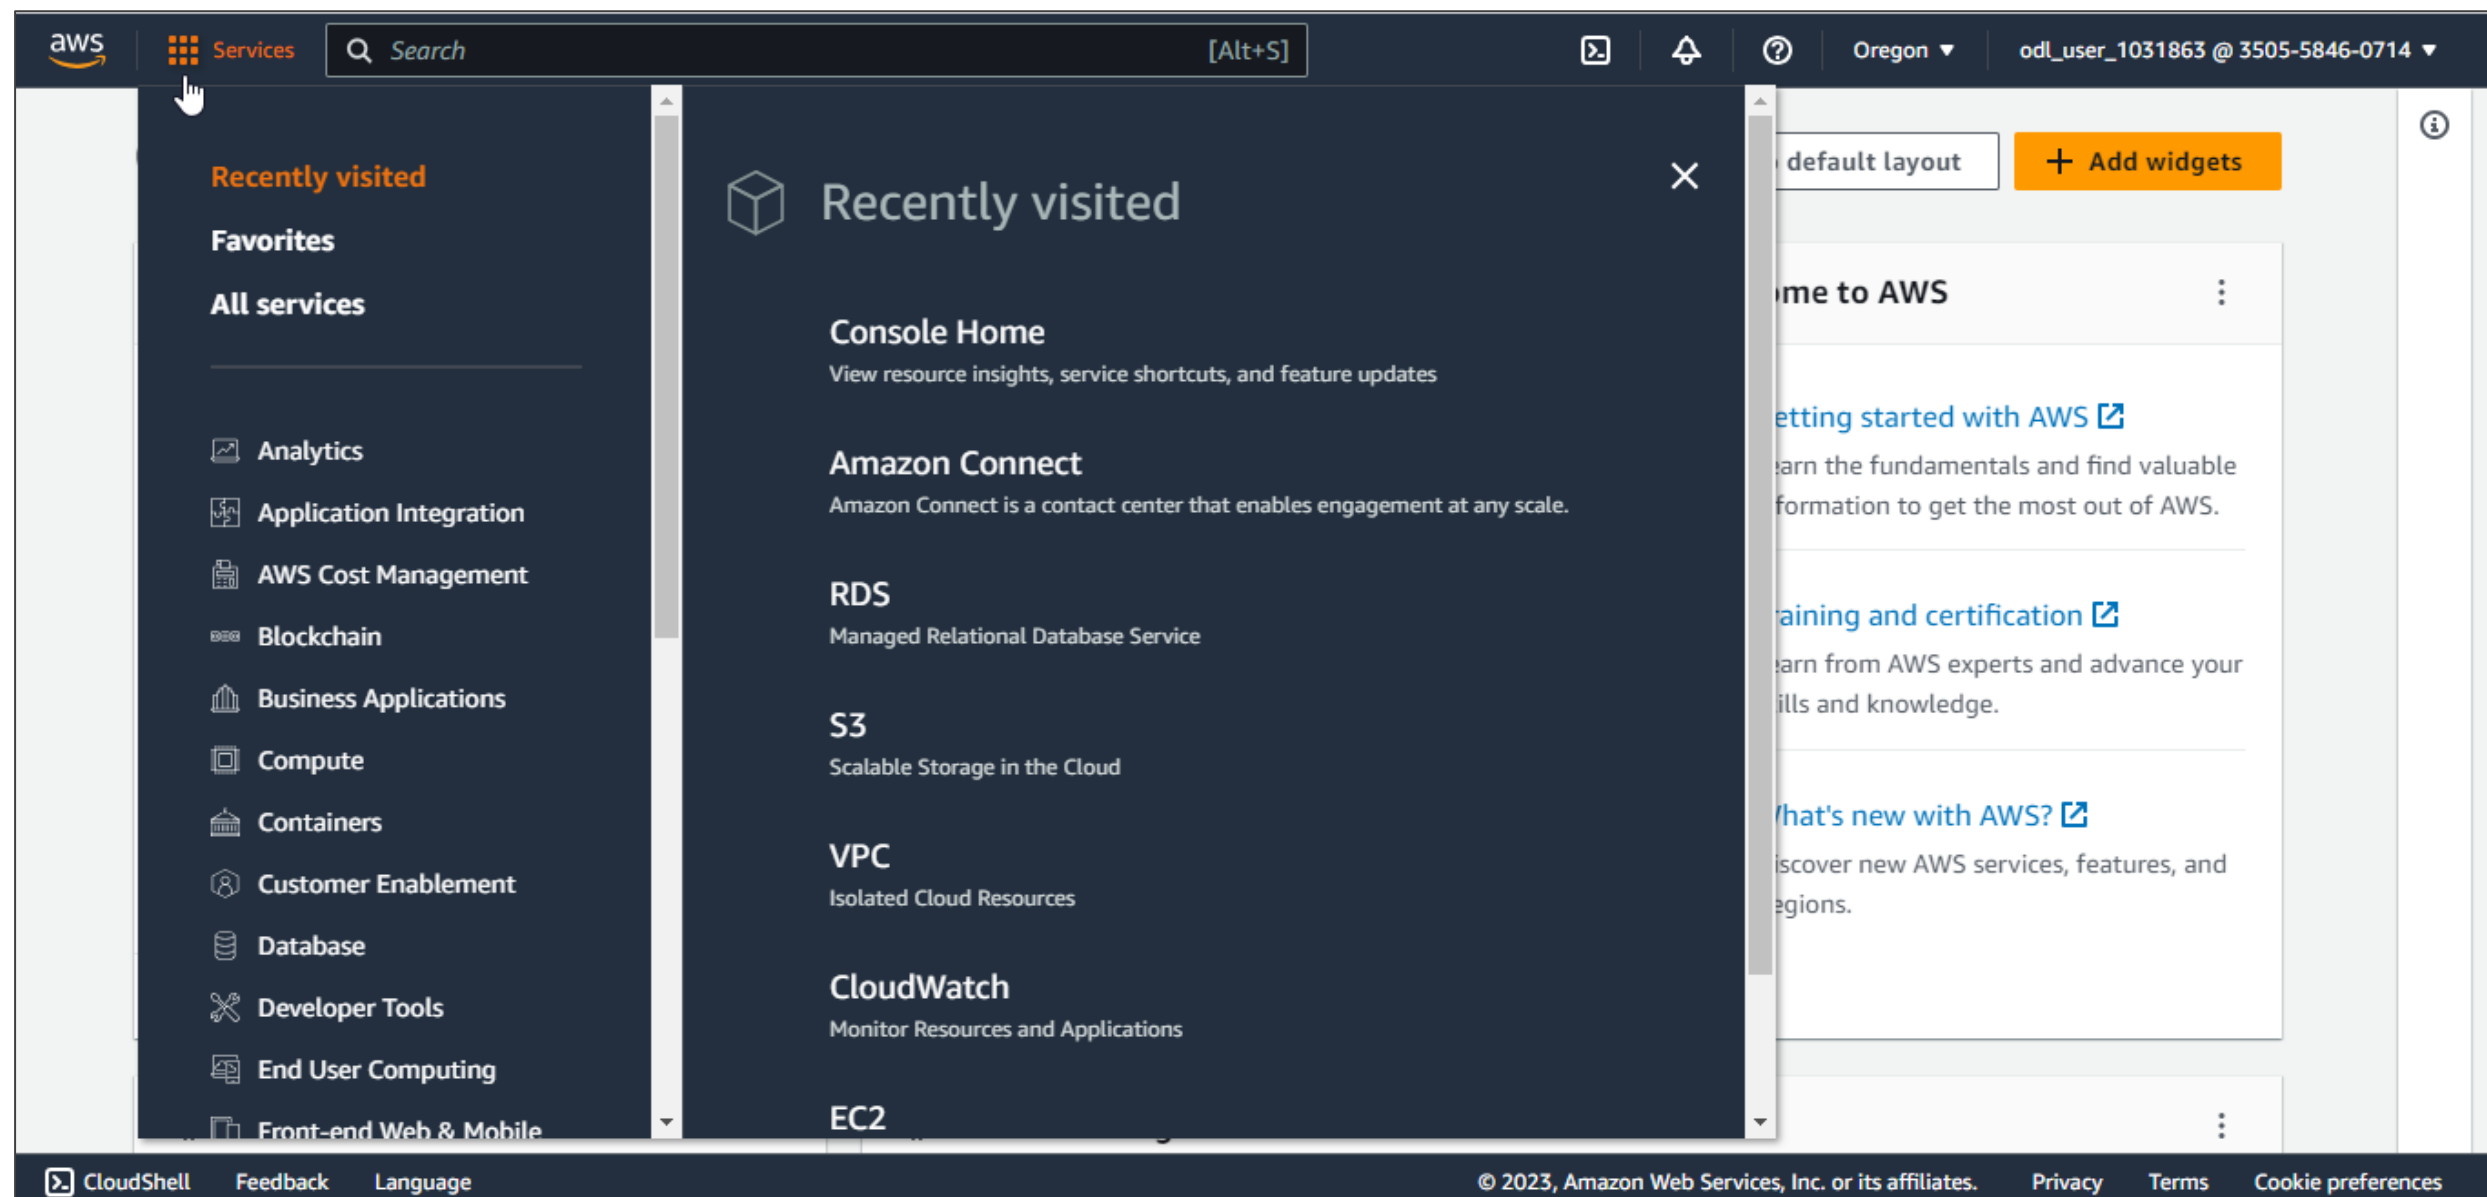 aws
Services
Search [Alt+S]
Oregon
odl_user_1031863 @ 3505-5846-0714
Recently visited
Favorites
All services
Analytics
Application Integration
AWS Cost Management
Blockchain
Business Applications
Compute
Containers
Customer Enablement
Database
Developer Tools
End User Computing
Front-end Web & Mobile
Recently visited
Console Home
View resource insights, service shortcuts, and feature updates
Amazon Connect
Amazon Connect is a contact center that enables engagement at any scale.
RDS
Managed Relational Database Service
S3
Scalable Storage in the Cloud
VPC
Isolated Cloud Resources
CloudWatch
Monitor Resources and Applications
EC2
default layout
+ Add widgets
ome to AWS
etting started with AWS
earn the fundamentals and find valuable
formation to get the most out of AWS.
raining and certification
earn from AWS experts and advance your
ills and knowledge.
What's new with AWS?
iscover new AWS services, features, and
egions.
CloudShell
Feedback
Language
© 2023, Amazon Web Services, Inc. or its affiliates.
Privacy
Terms
Cookie preferences